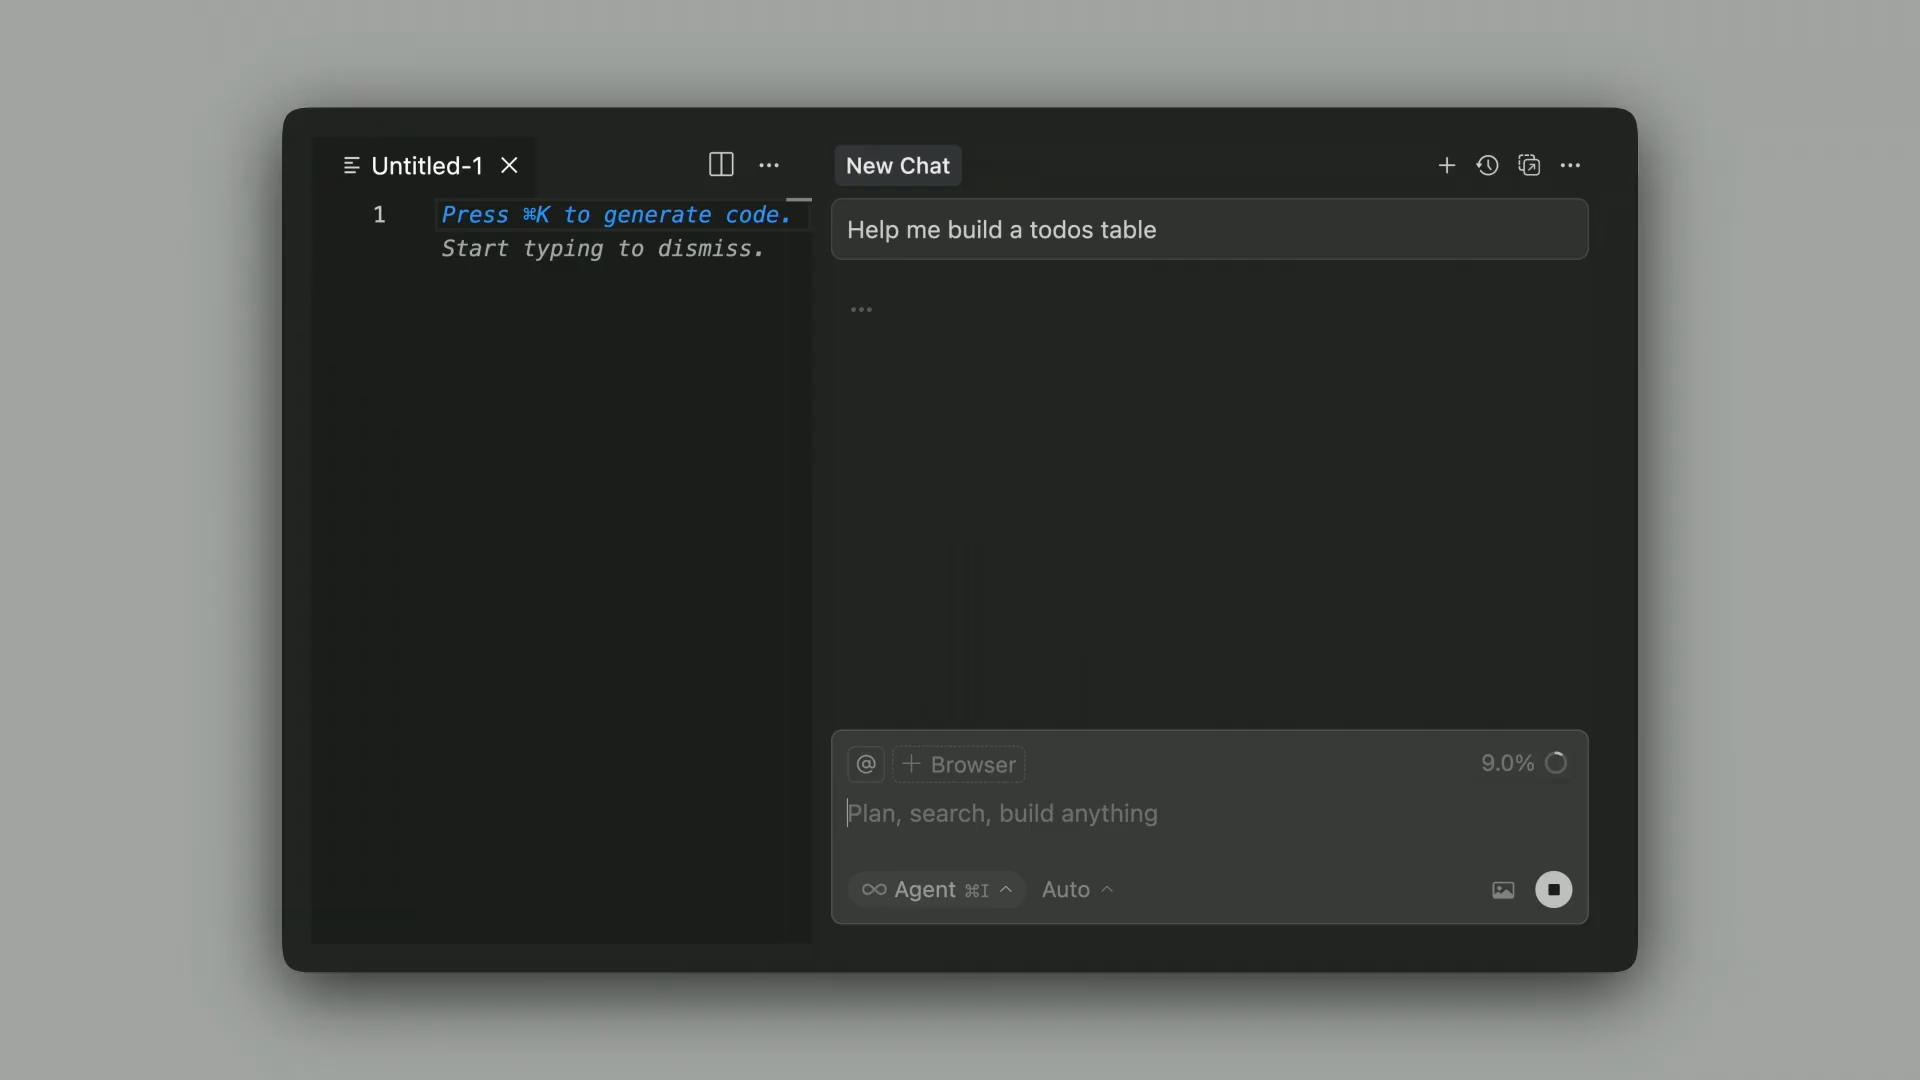 Untitled-1
1
Press ⌘K to generate code.
Start typing to dismiss.
New Chat
Help me build a todos table
@ + Browser
9.0%
Plan, search, build anything
Agent ⌘I
Auto